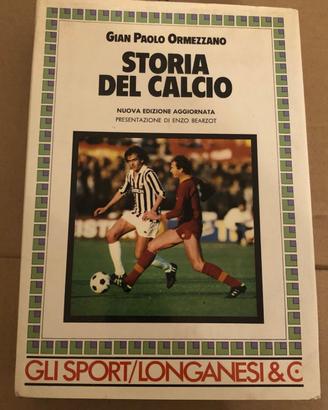 GIAN PAOLO ORMEZZANO
STORIA
DEL CALCIO
NUOVA EDIZIONE AGGIORNATA
PRESENTAZIONE DI ENZO BEARZOT
GLI SPORT/LONGANESI & C.